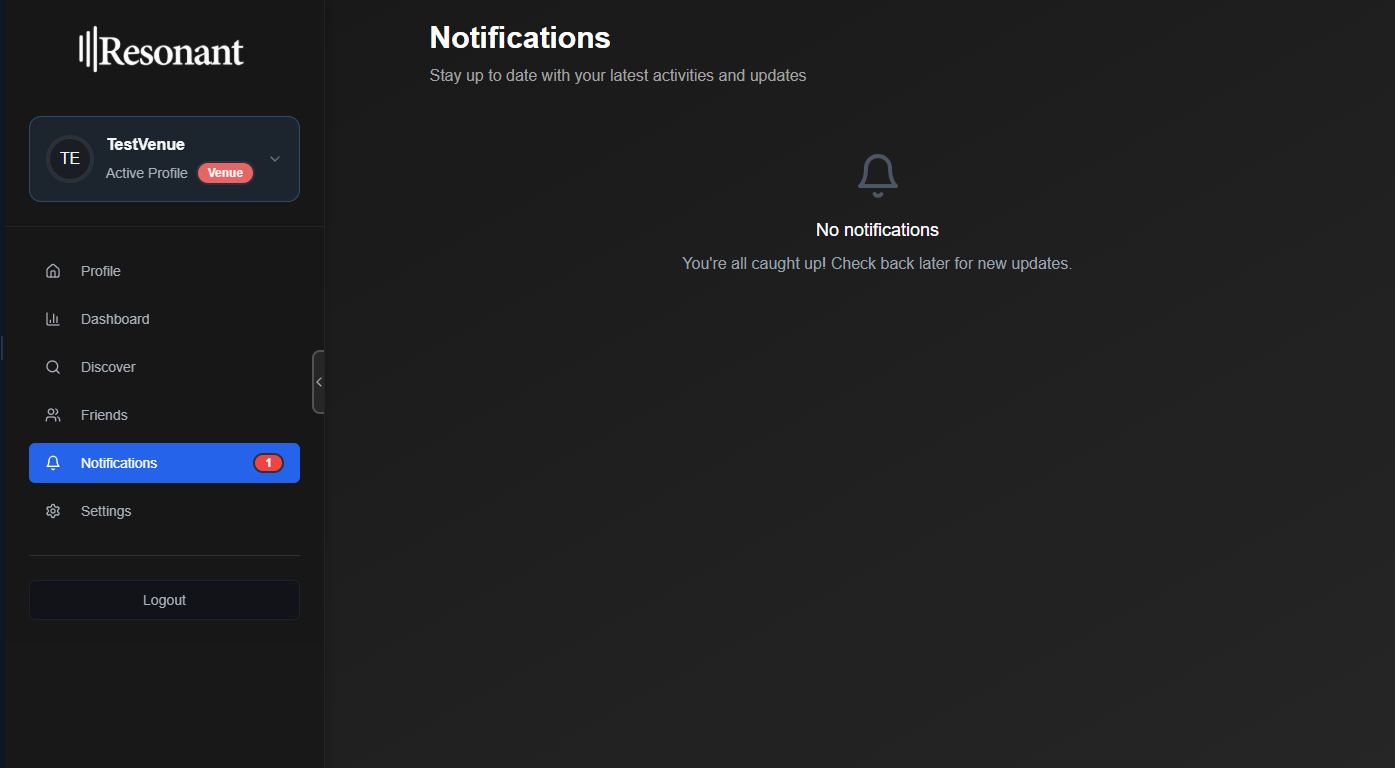 Resonant
TE
TestVenue
Active Profile Venue
Profile
Dashboard
Discover
Friends
Notifications 1
Settings
Logout
Notifications
Stay up to date with your latest activities and updates
No notifications
You're all caught up! Check back later for new updates.